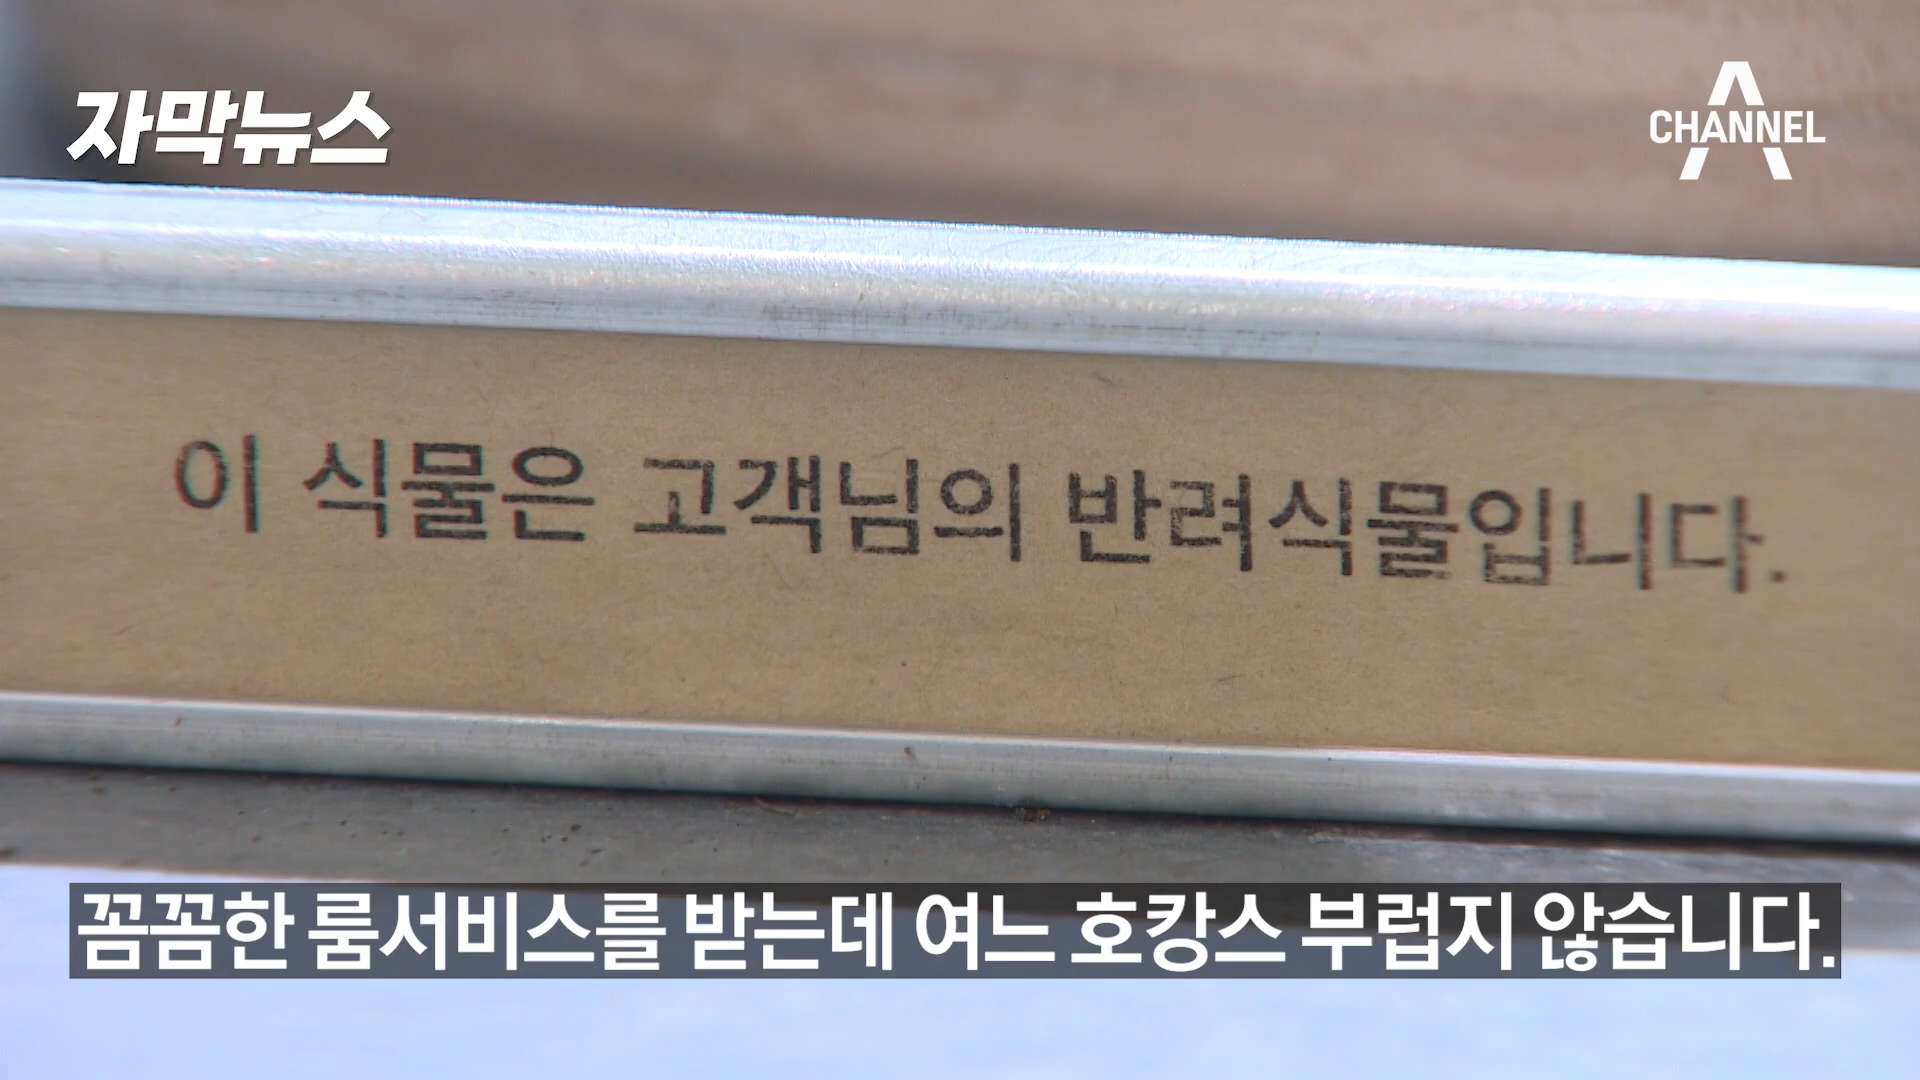 자막뉴스
CHANNEL A
이 식물은 고객님의 반려식물입니다.
꼼꼼한 룸서비스를 받는데 여느 호캉스 부럽지 않습니다.